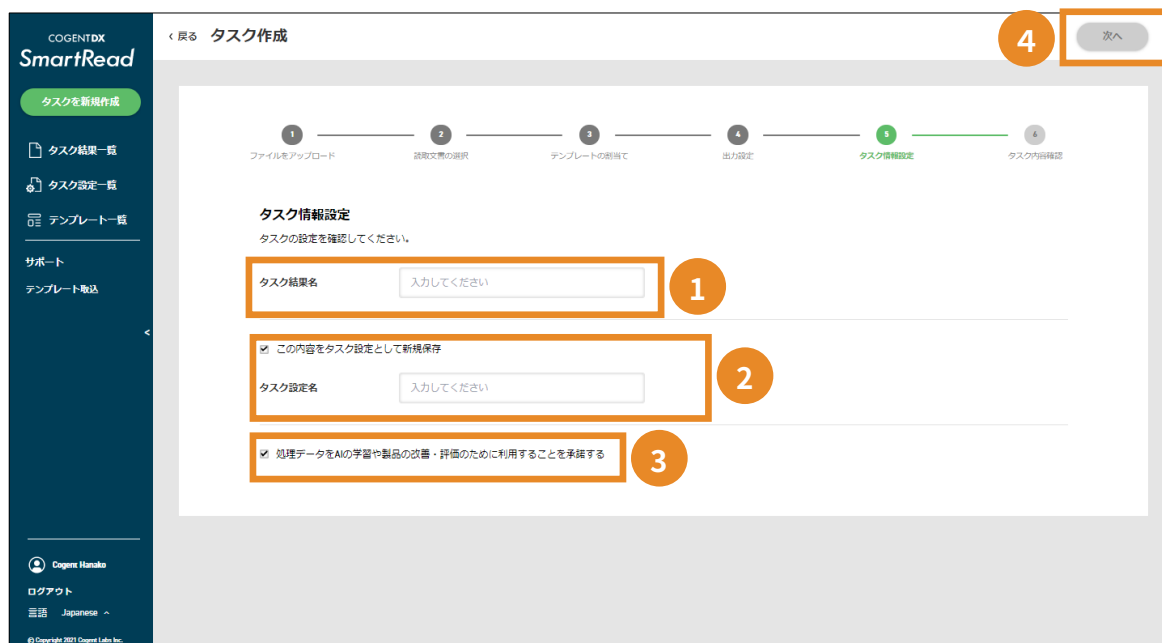 COGENTDX
SmartRead
タスクを新規作成
タスク結果一覧
タスク設定一覧
テンプレート一覧
サポート
テンプレート取込
<
Cogent Hanako
ログアウト
言語 Japanese ^
© Copyright 2021 Cogent Labs Inc.
< 戻る タスク作成
4
次へ
1 2 3 4 5 6
ファイルをアップロード 読取文書の選択 テンプレートの割当て 出力設定 タスク情報設定 タスク内容確認
タスク情報設定
タスクの設定を確認してください。
タスク結果名 入力してください
1
この内容をタスク設定として新規保存
タスク設定名 入力してください
2
処理データをAIの学習や製品の改善・評価のために利用することを承諾する
3